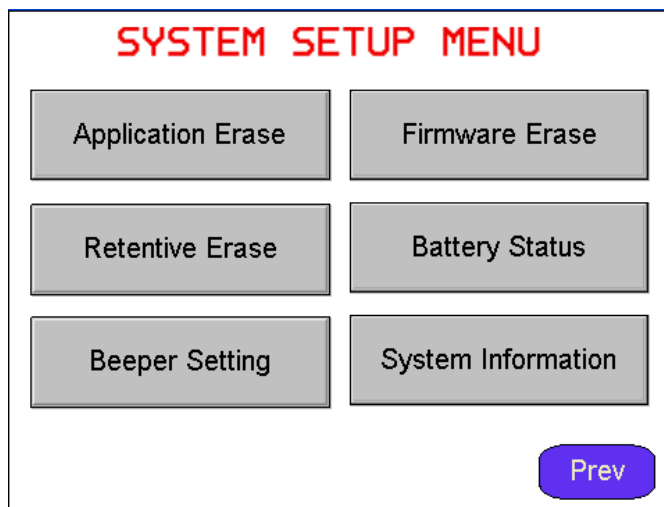 SYSTEM SETUP MENU
Application Erase
Firmware Erase
Retentive Erase
Battery Status
Beeper Setting
System Information
Prev